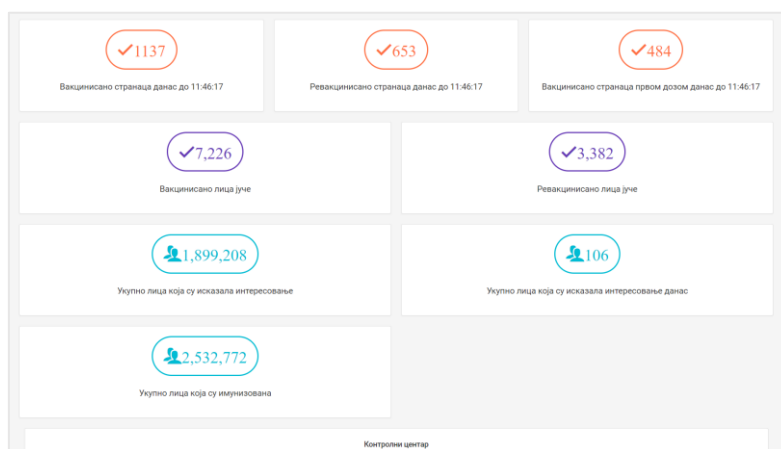 1137
Вакцинисано странаца данас до 11:46:17
653
Ревакцинисано странаца данас до 11:46:17
484
Вакцинисано странаца првом дозом данас до 11:46:17
7,226
Вакцинисано лица јуче
3,382
Ревакцинисано лица јуче
1,899,208
Укупно лица која су исказала интересовање
106
Укупно лица која су исказала интересовање данас
2,532,772
Укупно лица која су имунизована
Контролни центар